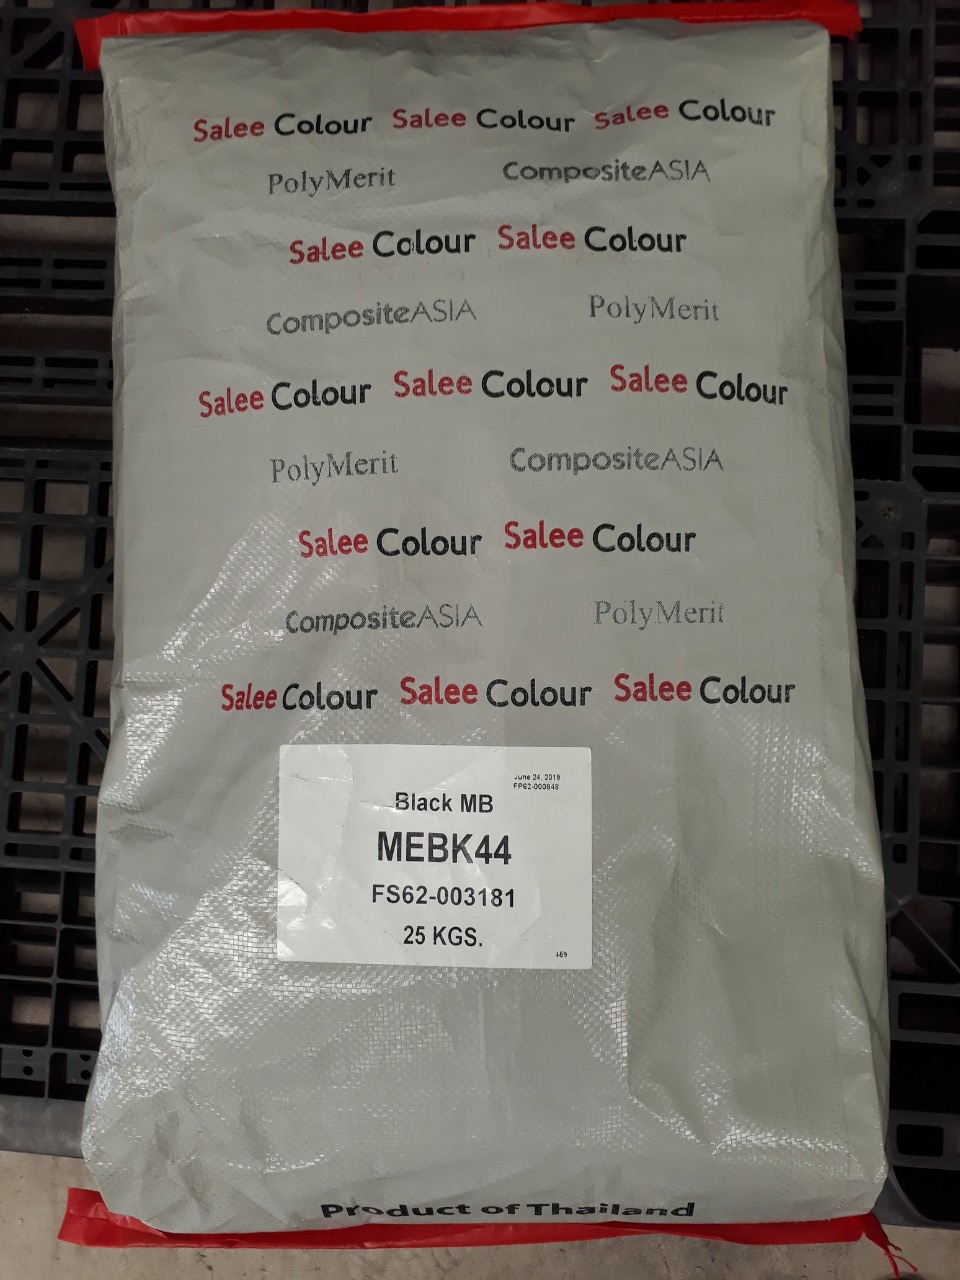 Salee Colour Salee Colour Salee Colour
PolyMerit CompositeASIA
Salee Colour Salee Colour
CompositeASIA PolyMerit
Salee Colour Salee Colour Salee Colour
PolyMerit CompositeASIA
Salee Colour Salee Colour
CompositeASIA PolyMerit
Salee Colour Salee Colour Salee Colour
June 24, 2019
FP62-000848
Black MB
MEBK44
FS62-003181
25 KGS.
469
Product of Thailand